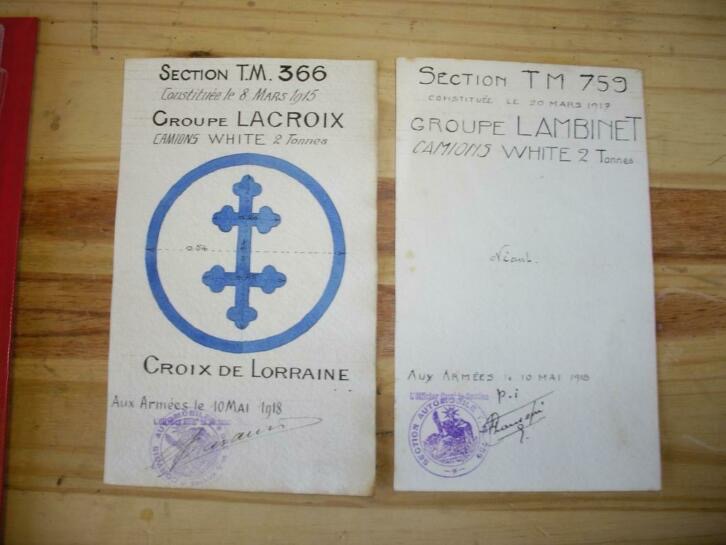 SECTION T.M. 366
Constituée le 8 MARS 1915
GROUPE LACROIX
CAMIONS WHITE 2 Tonnes
0.54
CROIX DE LORRAINE
AUX ARMÉES le 10 MAI 1918
SECTION TM 759
CONSTITUÉE LE 20 MARS 1917
GROUPE LAMBINET
CAMIONS WHITE 2 Tonnes
Néant.
AUX ARMÉES le 10 MAI 1918
p.i
SECTION AUTOMOBILE